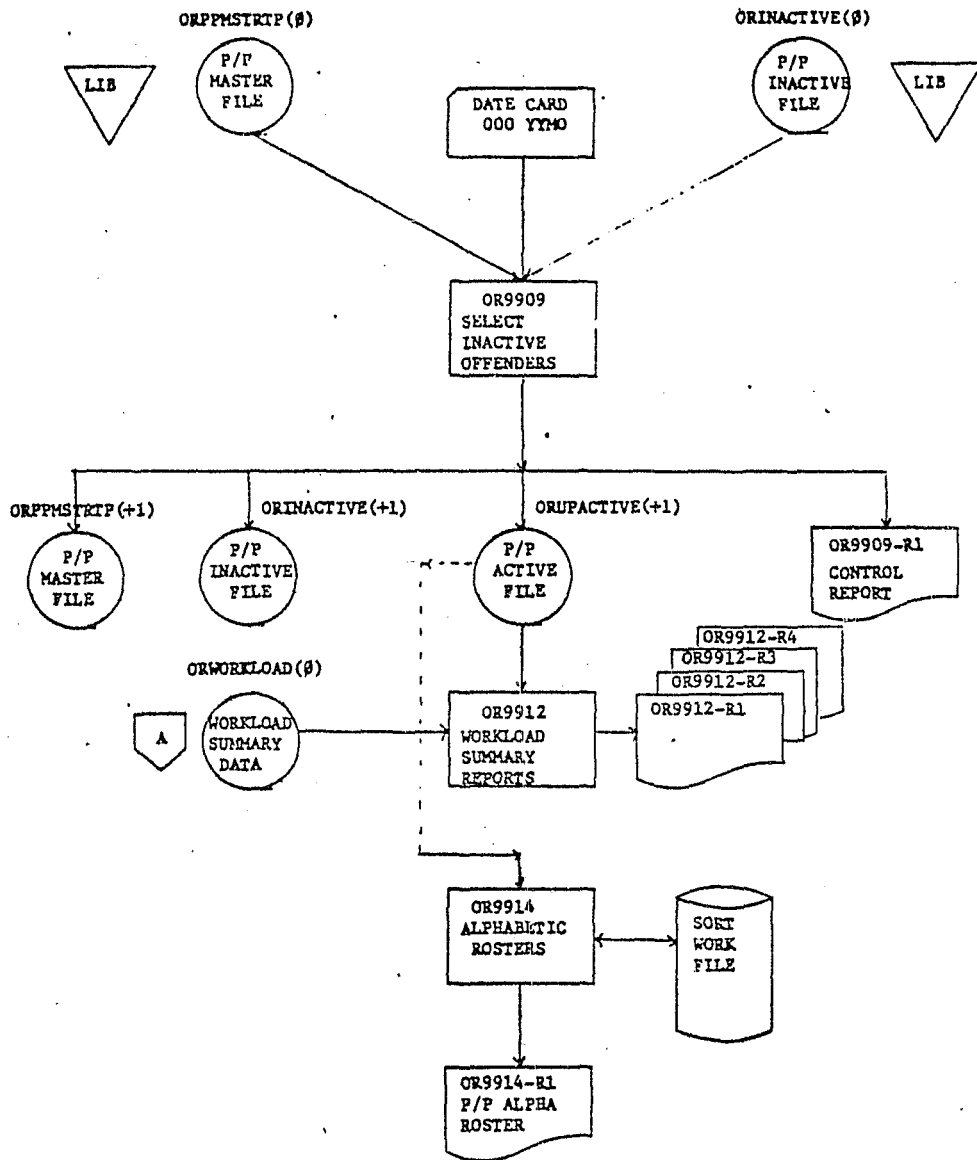 ORPPMSTRTP(0)
ORINACTIVE(0)
LIB
P/P
MASTER
FILE
DATE CARD
000 YYMO
P/P
INACTIVE
FILE
LIB
OR9909
SELECT
INACTIVE
OFFENDERS
ORPPMSTRTP(+1)
ORINACTIVE(+1)
ORUPACTIVE(+1)
P/P
MASTER
FILE
P/P
INACTIVE
FILE
P/P
ACTIVE
FILE
OR9909-R1
CONTROL
REPORT
ORWORKLOAD(0)
A
WORKLOAD
SUMMARY
DATA
OR9912
WORKLOAD
SUMMARY
REPORTS
OR9912-R4
OR9912-R3
OR9912-R2
OR9912-R1
OR9914
ALPHABETIC
ROSTERS
SORT
WORK
FILE
OR9914-R1
P/P ALPHA
ROSTER